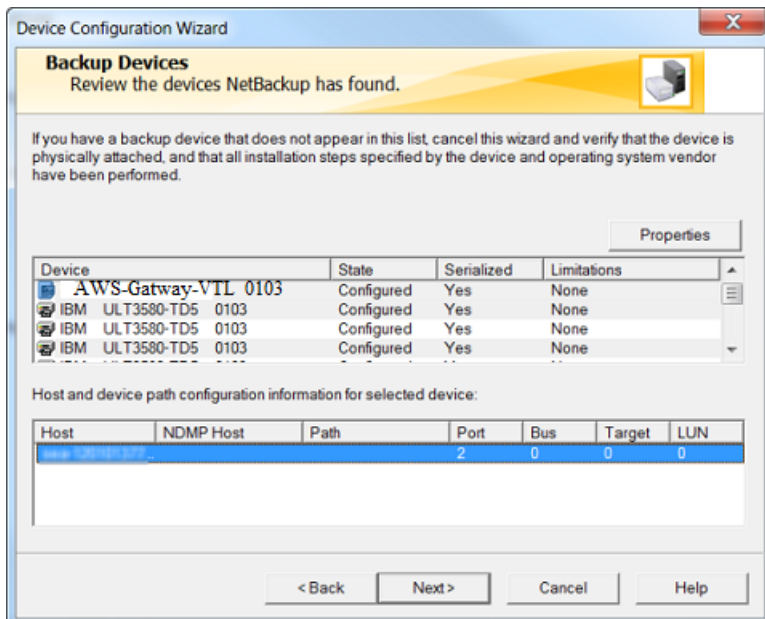 Device Configuration Wizard
Backup Devices
Review the devices NetBackup has found.
If you have a backup device that does not appear in this list, cancel this wizard and verify that the device is
physically attached, and that all installation steps specified by the device and operating system vendor
have been performed.
Properties
Device State Serialized Limitations
AWS-Gatway-VTL 0103 Configured Yes None
IBM ULT3580-TD5 0103 Configured Yes None
IBM ULT3580-TD5 0103 Configured Yes None
IBM ULT3580-TD5 0103 Configured Yes None
Host and device path configuration information for selected device:
Host NDMP Host Path Port Bus Target LUN
2 0 0 0
< Back Next > Cancel Help